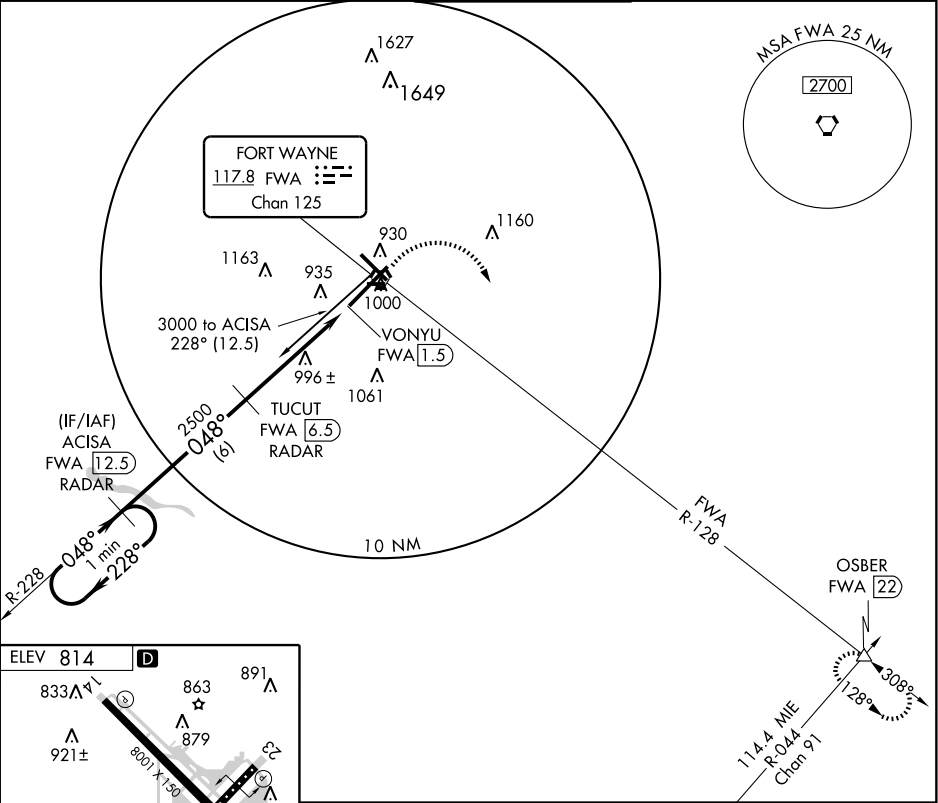 1627
1649
MSA FWA 25 NM
2700
FORT WAYNE
117.8 FWA
Chan 125
1160
930
1163
935
1000
3000 to ACISA
228° (12.5)
VONYU
FWA 1.5
996 ±
1061
TUCUT
FWA 6.5
RADAR
2500
048°
(6)
(IF/IAF)
ACISA
FWA 12.5
RADAR
048°
1 min
228°
R-228
10 NM
FWA
R-128
OSBER
FWA 22
308°
128°
114.4 MIE
R-044
Chan 91
ELEV 814 D
833
14
P
863
891
921±
879
8001 X 150
23
P